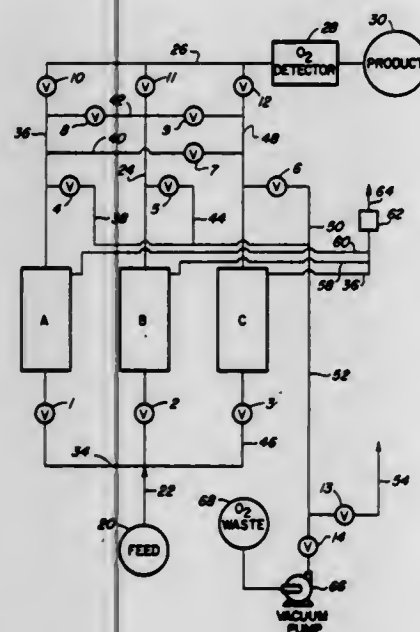 30
28
26
O2
DETECTOR
PRODUCT
V 10
V 11
V 12
42
36
V 8
V 9
48
40
V 7
24
64
V 4
V 5
V 6
62
38
44
50
60
58
36
A
B
C
52
V 1
V 2
V 3
34
46
68
54
22
V 13
20
O2
WASTE
FEED
V 14
66
VACUUM
PUMP